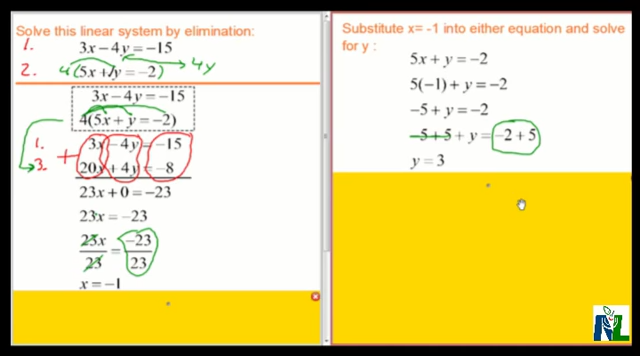 Solve this linear system by elimination:
1. 3x − 4y = −15
2. 4(5x + y = −2) 4y
3x − 4y = −15
4(5x + y = −2)
1. 3x − 4y = −15
+
3. 20y + 4y = −8
23x + 0 = −23
23x = −23
23x/23 = −23/23
x = −1
Substitute x= -1 into either equation and solve
for y :
5x + y = −2
5(−1) + y = −2
−5 + y = −2
−5 + 5 + y = −2 + 5
y = 3
NL